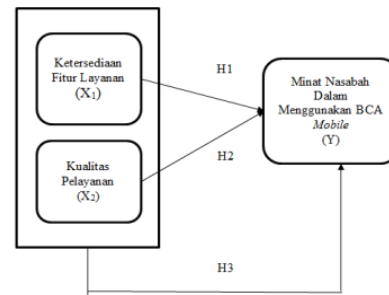 Ketersediaan
Fitur Layanan
(X₁)
H1
Minat Nasabah
Dalam
Menggunakan BCA
Mobile
(Y)
Kualitas
Pelayanan
(X₂)
H2
H3